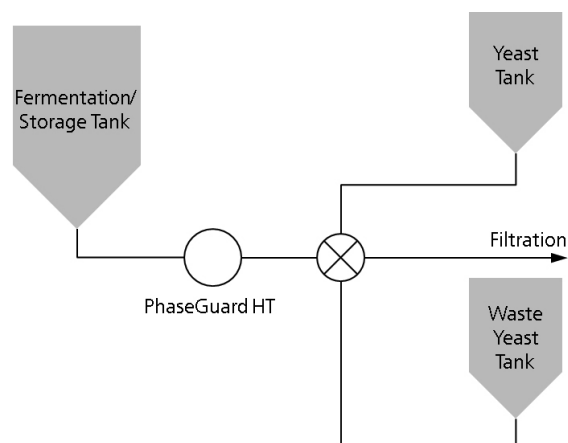 Fermentation/
Storage Tank
Yeast
Tank
Filtration
PhaseGuard HT
Waste
Yeast
Tank